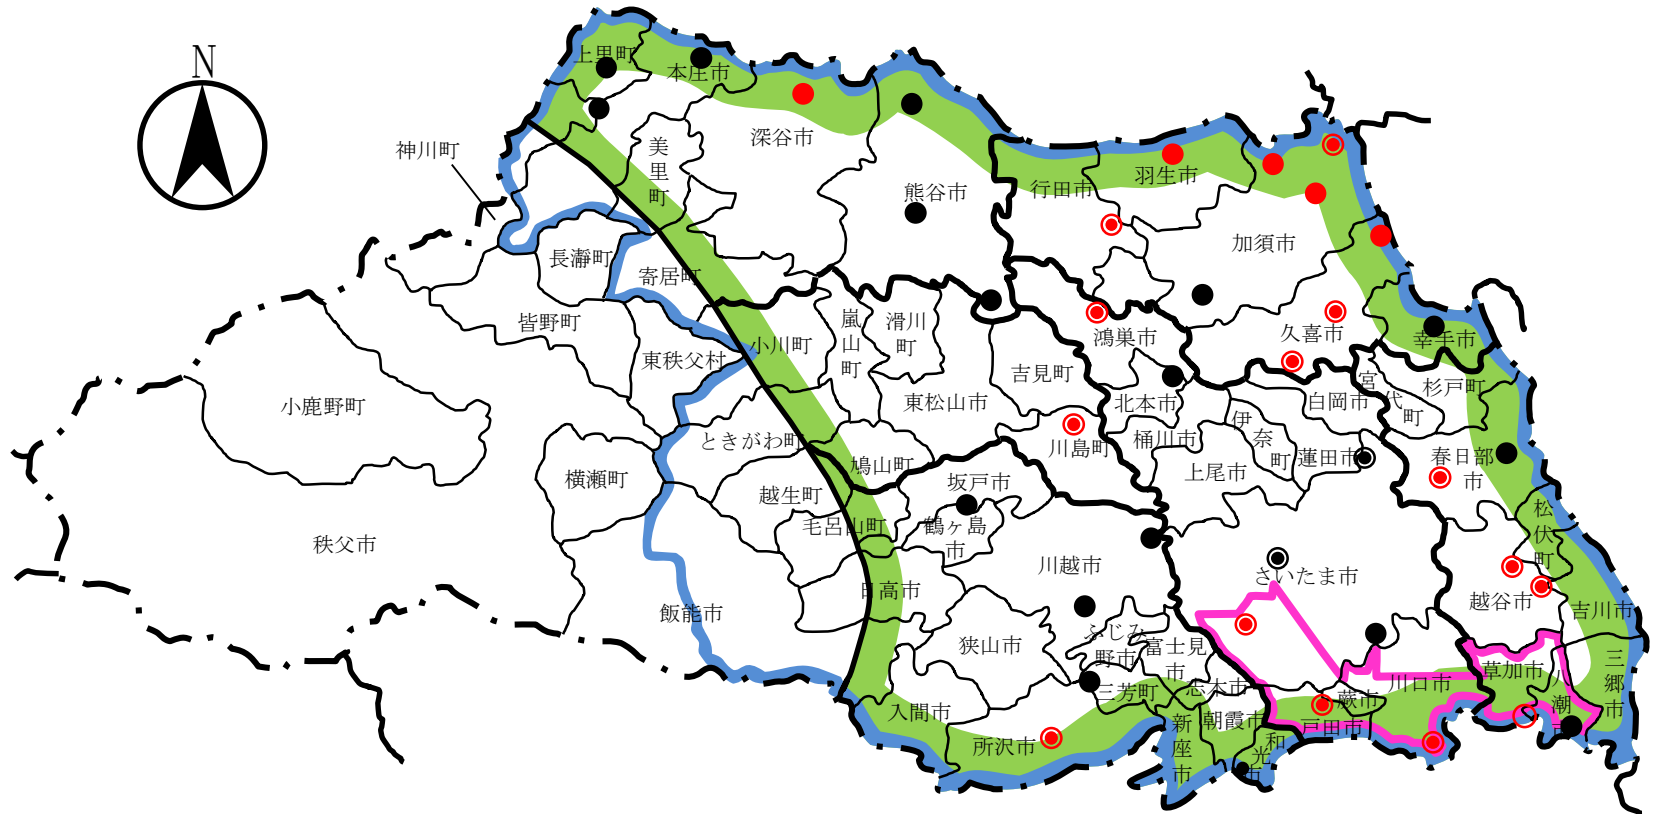 N
上里町
本庄市
神川町
美里町
深谷市
熊谷市
行田市
羽生市
加須市
長瀞町
寄居町
皆野町
東秩父村
小川町
嵐山町
滑川町
鴻巣市
久喜市
幸手市
小鹿野町
吉見町
東松山市
北本市
伊奈町
白岡市
宮代町
杉戸町
ときがわ町
鳩山町
川島町
桶川市
上尾市
蓮田市
春日部市
横瀬町
越生町
坂戸市
毛呂山町
鶴ヶ島市
松伏町
秩父市
川越市
さいたま市
日高市
越谷市
吉川市
飯能市
狭山市
ふじみ野市
富士見市
三芳町
志木市
川口市
草加市
八潮市
三郷市
入間市
所沢市
新座市
朝霞市
和光市
蕨市
戸田市